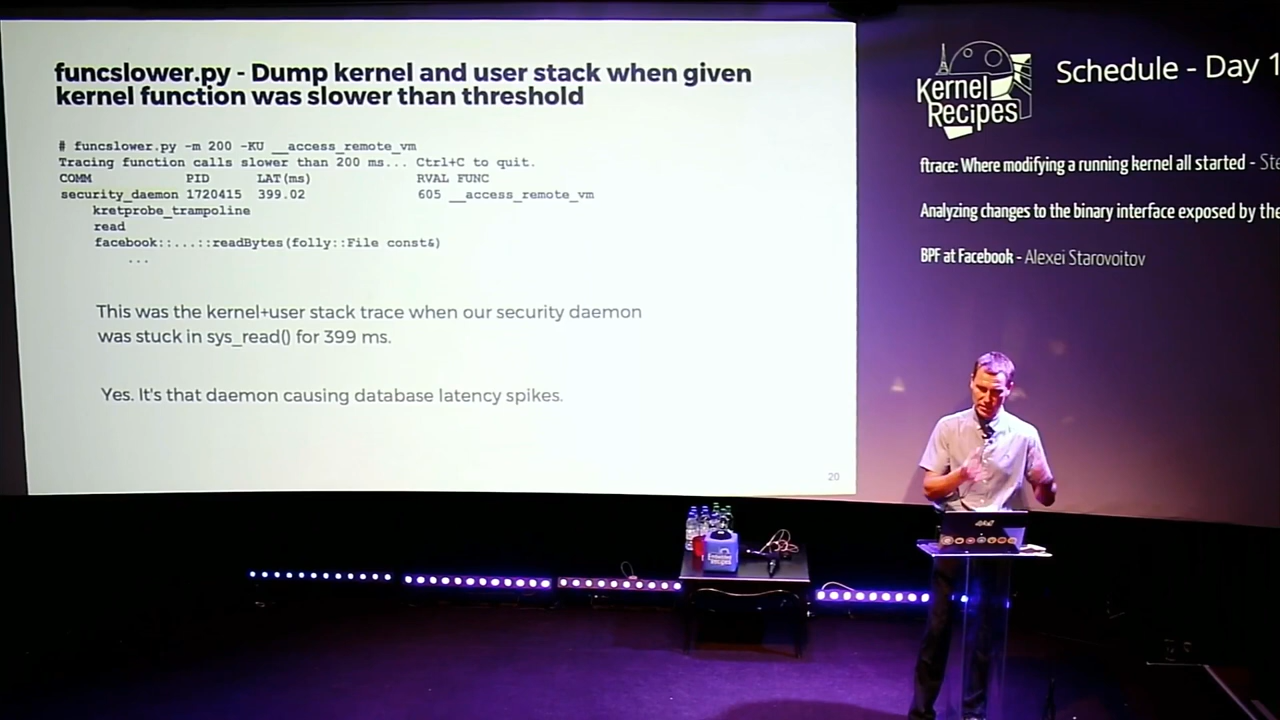 funcslower.py - Dump kernel and user stack when given
kernel function was slower than threshold
# funcslower.py -m 200 -KU __access_remote_vm
Tracing function calls slower than 200 ms... Ctrl+C to quit.
COMM PID LAT(ms) RVAL FUNC
security_daemon 1720415 399.02 605 __access_remote_vm
kretprobe_trampoline
read
facebook::...::readBytes(folly::File const&)
...
This was the kernel+user stack trace when our security daemon
was stuck in sys_read() for 399 ms.
Yes. It's that daemon causing database latency spikes.
20
Kernel
Recipes
Schedule - Day 1
ftrace: Where modifying a running kernel all started - Ste
Analyzing changes to the binary interface exposed by the
BPF at Facebook - Alexei Starovoitov